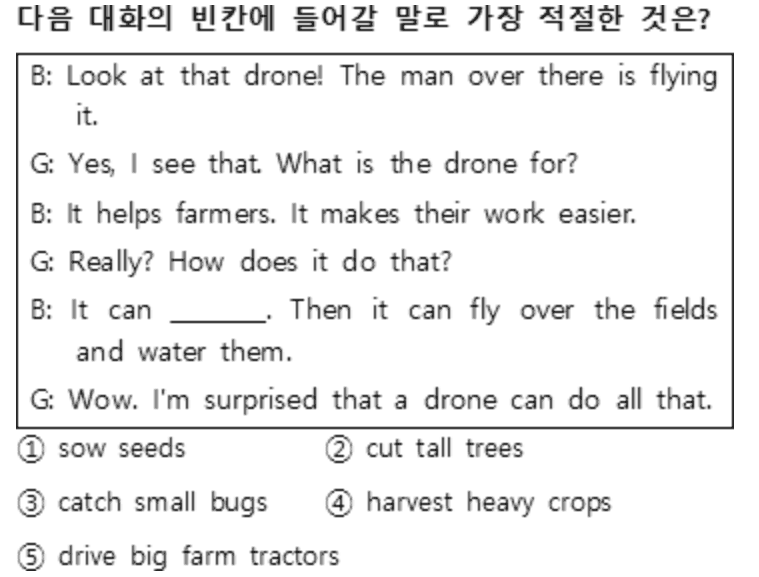 다음 대화의 빈칸에 들어갈 말로 가장 적절한 것은?
B: Look at that drone! The man over there is flying
it.
G: Yes, I see that. What is the drone for?
B: It helps farmers. It makes their work easier.
G: Really? How does it do that?
B: It can _______. Then it can fly over the fields
and water them.
G: Wow. I'm surprised that a drone can do all that.
① sow seeds ② cut tall trees
③ catch small bugs ④ harvest heavy crops
⑤ drive big farm tractors